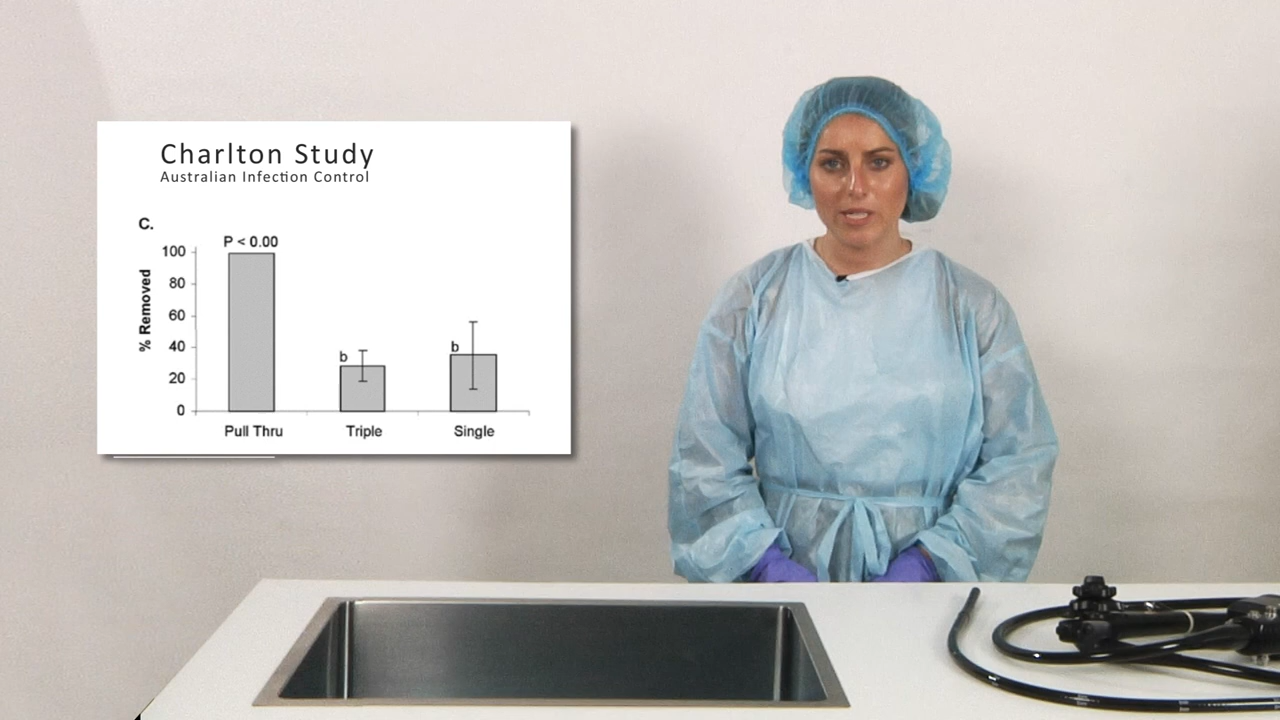 Charlton Study
Australian Infection Control
C.
P < 0.00
% Removed
100
80
60
40
20
0
b
b
Pull Thru
Triple
Single